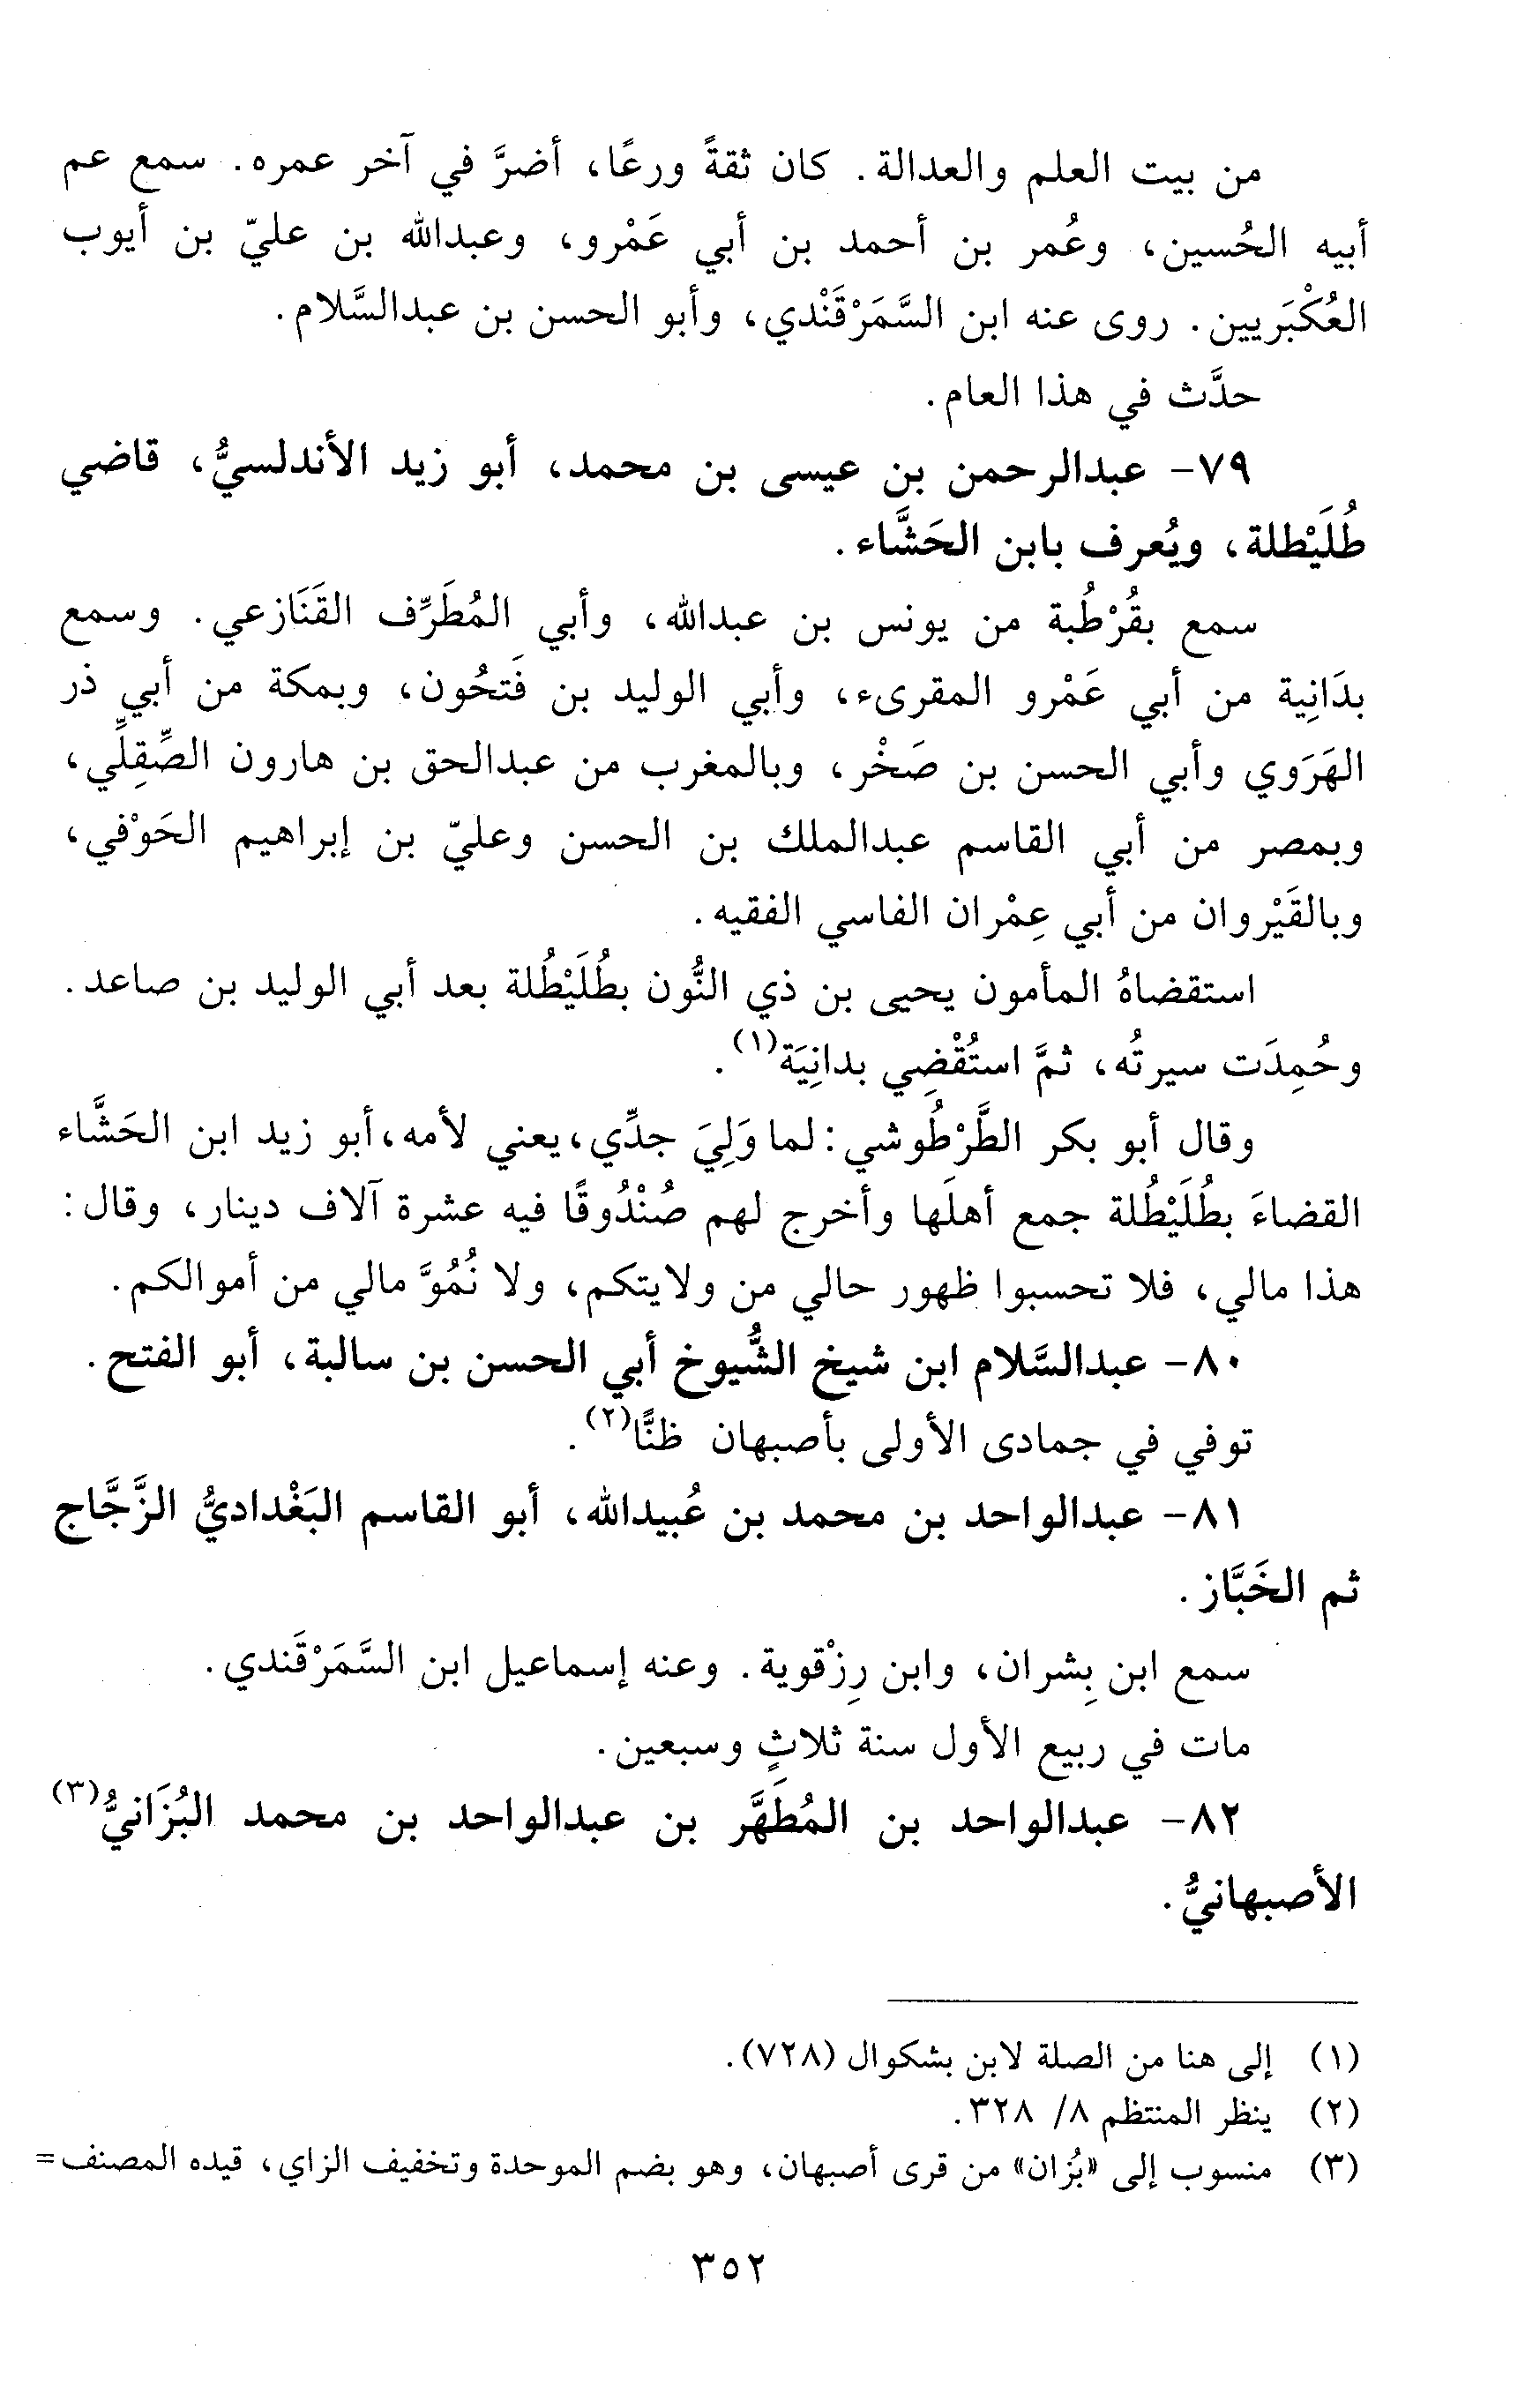 من بيت العلم والعدالة. كان ثقةً ورعًا، أضرَّ في آخر عمره. سمع عم
أبيه الحُسين، وعُمر بن أحمد بن أبي عَمْرو، وعبدالله بن عليّ بن أيوب
العُكْبَريين. روى عنه ابن السَّمَرْقَنْدي، وأبو الحسن بن عبدالسَّلام.
حدَّث في هذا العام.
٧٩- عبدالرحمن بن عيسى بن محمد، أبو زيد الأندلسيُّ، قاضي
طُلَيْطلة، ويُعرف بابن الحَشَّاء.
سمع بقُرْطُبة من يونس بن عبدالله، وأبي المُطَرِّف القَنَازعي. وسمع
بدَانِية من أبي عَمْرو المقرىء، وأبي الوليد بن فَتحُون، وبمكة من أبي ذر
الهَرَوي وأبي الحسن بن صَخْر، وبالمغرب من عبدالحق بن هارون الصِّقِلِّي،
وبمصر من أبي القاسم عبدالملك بن الحسن وعليّ بن إبراهيم الحَوْفي،
وبالقَيْروان من أبي عِمْران الفاسي الفقيه.
استقضاهُ المأمون يحيى بن ذي النُّون بطُلَيْطُلة بعد أبي الوليد بن صاعد.
وحُمِدَت سيرتُه، ثمَّ استُقْضِي بدانِيَة(١).
وقال أبو بكر الطَّرْطُوشي: لما وَلِيَ جدِّي، يعني لأمه، أبو زيد ابن الحَشَّاء
القضاءَ بطُلَيْطُلة جمع أهلَها وأخرج لهم صُنْدُوقًا فيه عشرة آلاف دينار، وقال:
هذا مالي، فلا تحسبوا ظهور حالي من ولايتكم، ولا نُمُوَّ مالي من أموالكم.
٨٠- عبدالسَّلام ابن شيخ الشُّيوخ أبي الحسن بن سالبة، أبو الفتح.
توفي في جمادى الأولى بأصبهان ظنًّا(٢).
٨١- عبدالواحد بن محمد بن عُبيدالله، أبو القاسم البَغْداديُّ الزَّجَّاج
ثم الخَبَّاز.
سمع ابن بِشران، وابن رِزْقوية. وعنه إسماعيل ابن السَّمَرْقَندي.
مات في ربيع الأول سنة ثلاثٍ وسبعين.
٨٢- عبدالواحد بن المُطَهَّر بن عبدالواحد بن محمد البُزَانيُّ(٣)
الأصبهانيُّ.
(١) إلى هنا من الصلة لابن بشكوال (٧٢٨).
(٢) ينظر المنتظم ٨/ ٣٢٨.
(٣) منسوب إلى «بُزان» من قرى أصبهان، وهو بضم الموحدة وتخفيف الزاي، قيده المصنف=
٣٥٢